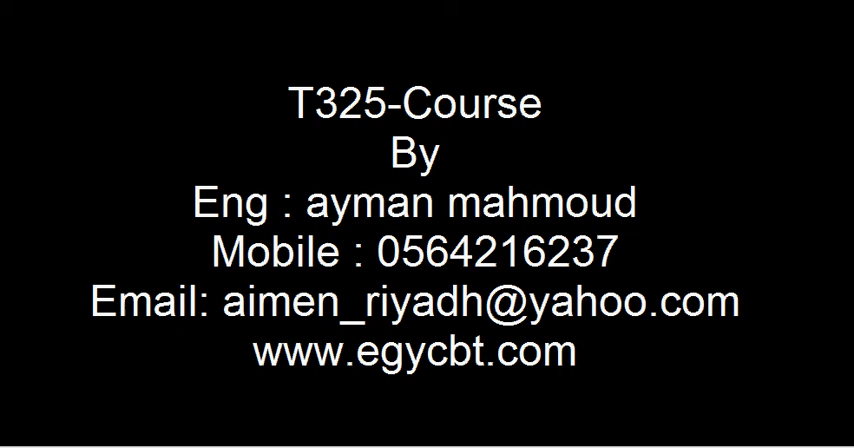 T325-Course
By
Eng : ayman mahmoud
Mobile : 0564216237
Email: aimen_riyadh@yahoo.com
www.egycbt.com